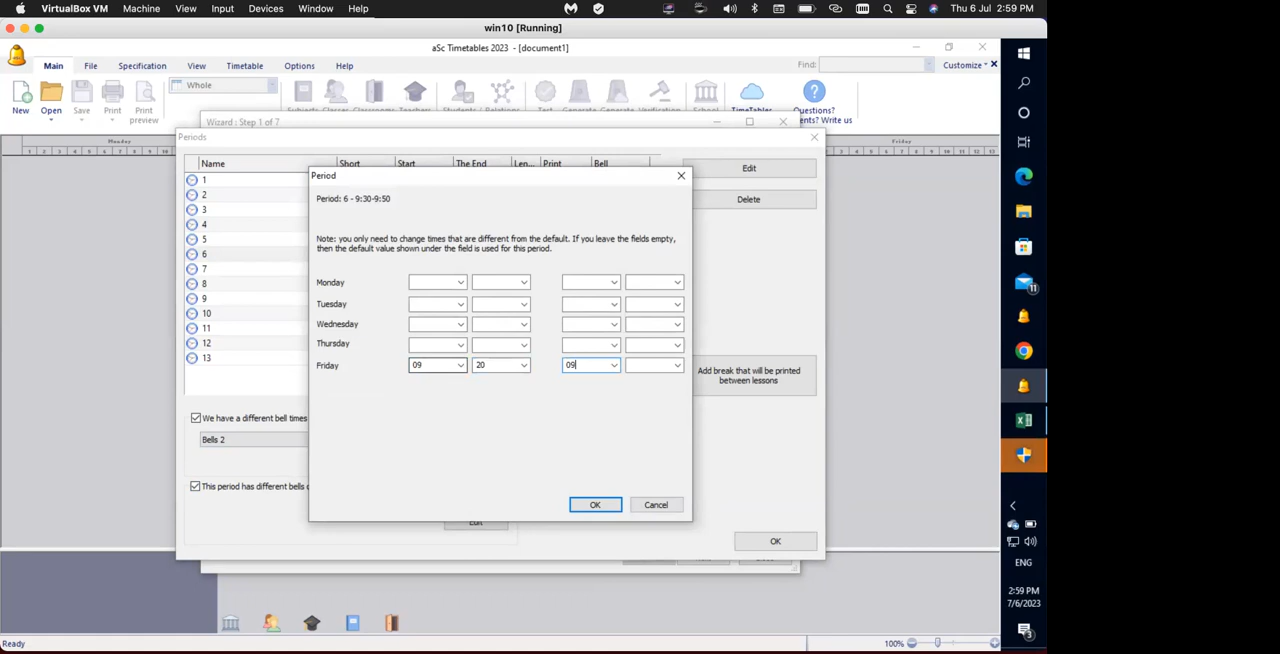 VirtualBox VM Machine View Input Devices Window Help Thu 6 Jul 2:59 PM
win10 [Running]
aSc Timetables 2023 - [document1]
Main File Specification View Timetable Options Help Find: Customize
New Open Save Print Print preview Whole
Questions?
Write us
Wizard : Step 1 of 7
Periods
Monday
Friday
Name Short Start The End Len... Print Bell
1
2
3
4
5
6
7
8
9
10
11
12
13
Edit
Delete
Add break that will be printed
between lessons
We have a different bell times
Bells 2
This period has different bells
Edit
OK
Period
Period: 6 - 9:30-9:50
Note: you only need to change times that are different from the default. If you leave the fields empty,
then the default value shown under the field is used for this period.
Monday
Tuesday
Wednesday
Thursday
Friday 09 20 09
OK Cancel
11
ENG
2:59 PM
7/6/2023
3
Ready 100%